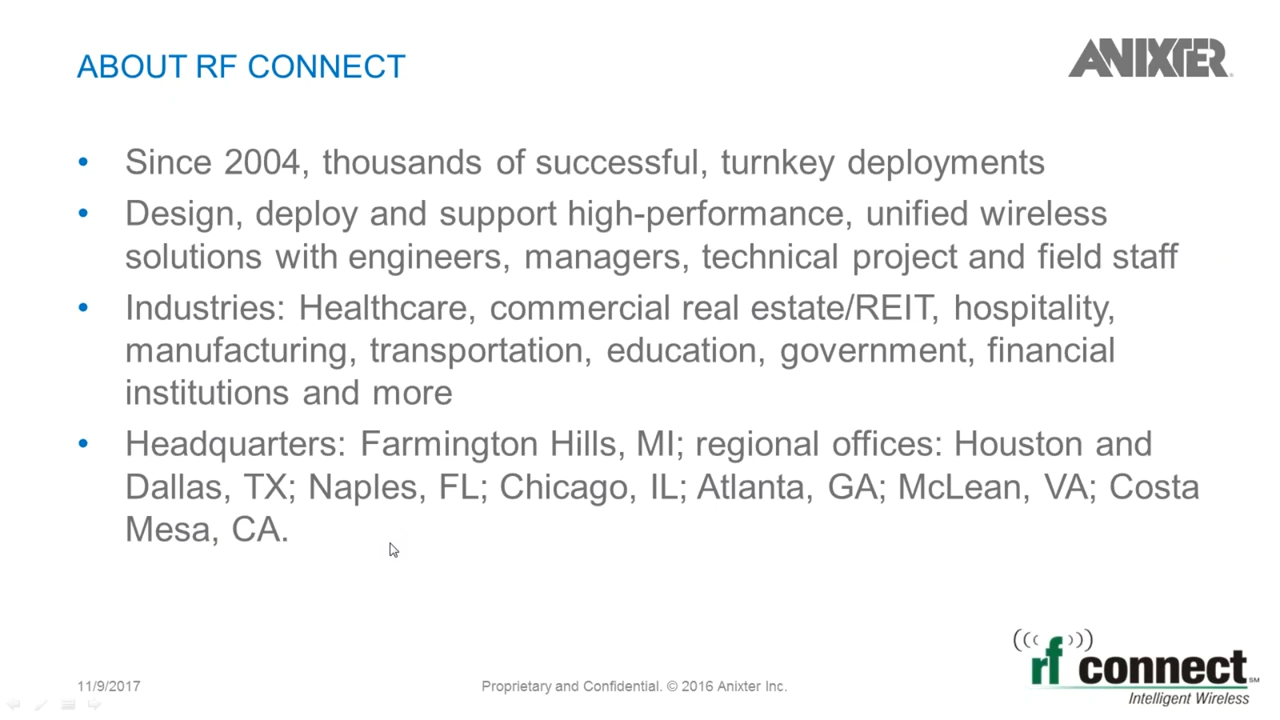 ABOUT RF CONNECT
ANIXTER
• Since 2004, thousands of successful, turnkey deployments
• Design, deploy and support high-performance, unified wireless
solutions with engineers, managers, technical project and field staff
• Industries: Healthcare, commercial real estate/REIT, hospitality,
manufacturing, transportation, education, government, financial
institutions and more
• Headquarters: Farmington Hills, MI; regional offices: Houston and
Dallas, TX; Naples, FL; Chicago, IL; Atlanta, GA; McLean, VA; Costa
Mesa, CA.
11/9/2017
Proprietary and Confidential. © 2016 Anixter Inc.
rf connect SM
Intelligent Wireless